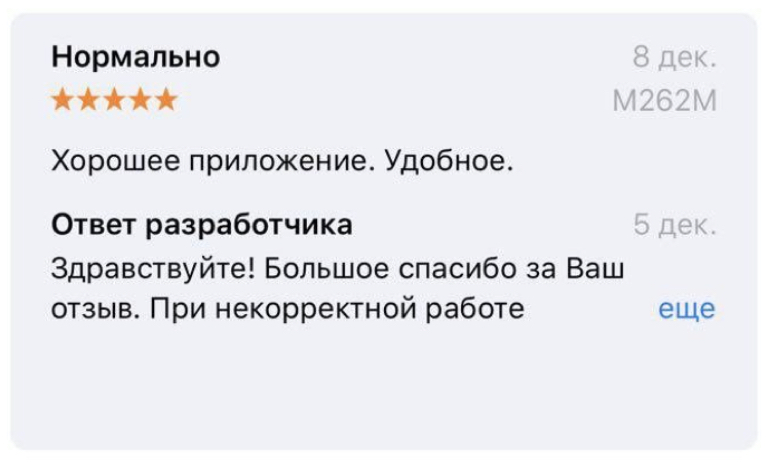 Нормально 8 дек.
★★★★★ M262M
Хорошее приложение. Удобное.
Ответ разработчика 5 дек.
Здравствуйте! Большое спасибо за Ваш
отзыв. При некорректной работе еще